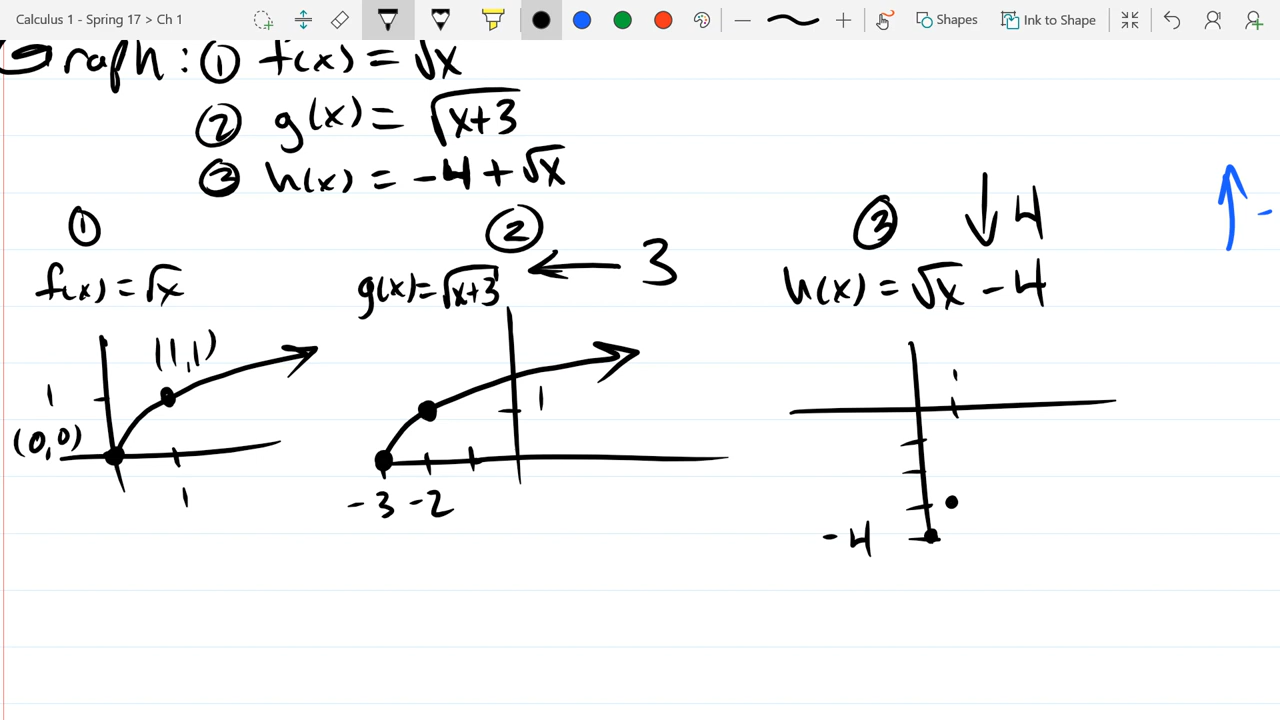 Calculus 1 - Spring 17 > Ch 1
Shapes
Ink to Shape
Graph: ① f(x) = √x
② g(x) = √x+3
③ h(x) = -4 + √x
①
f(x) = √x
(1,1)
1
(0,0)
1
②
← 3
g(x) = √x+3
1
-3 -2
③ ↓ 4
h(x) = √x - 4
1
-4